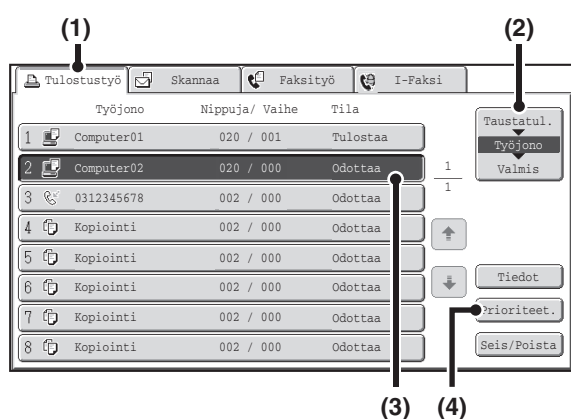 (1) (2)
Tulostustyö Skannaa Faksityö I-Faksi
Työjono Nippuja/ Vaihe Tila
Taustatul.
Työjono
Valmis
1 Computer01 020 / 001 Tulostaa
2 Computer02 020 / 000 Odottaa
3 0312345678 002 / 000 Odottaa
4 Kopiointi 002 / 000 Odottaa
5 Kopiointi 002 / 000 Odottaa
6 Kopiointi 002 / 000 Odottaa
7 Kopiointi 002 / 000 Odottaa
8 Kopiointi 002 / 000 Odottaa
1
1
Tiedot
Prioriteet.
Seis/Poista
(3) (4)